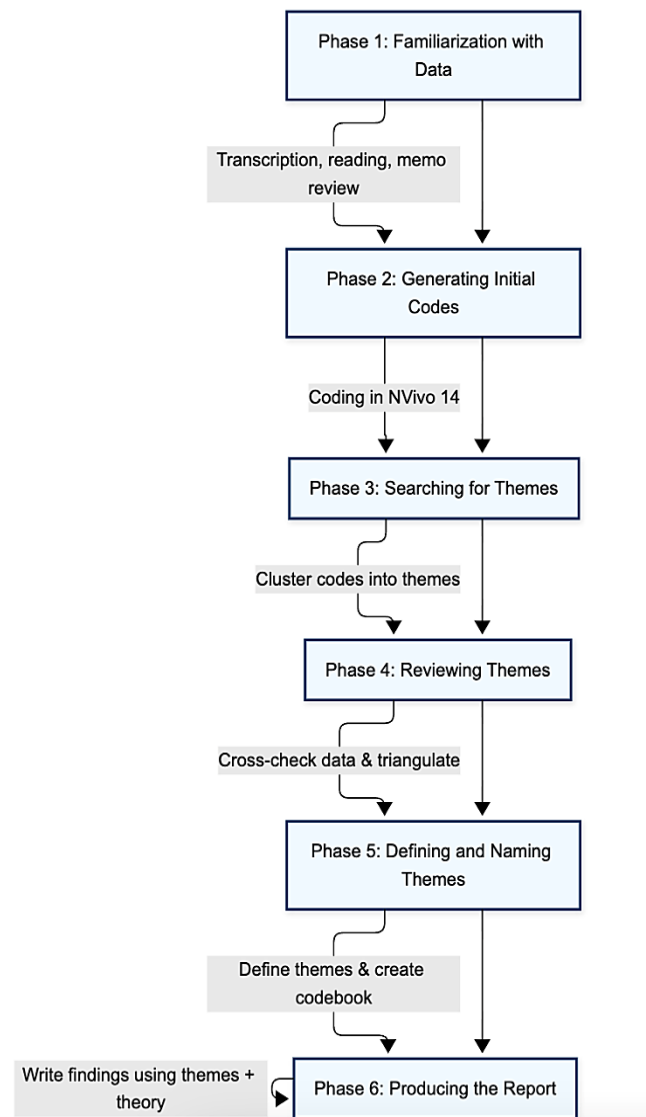 Phase 1: Familiarization with
Data
Transcription, reading, memo
review
Phase 2: Generating Initial
Codes
Coding in NVivo 14
Phase 3: Searching for Themes
Cluster codes into themes
Phase 4: Reviewing Themes
Cross-check data & triangulate
Phase 5: Defining and Naming
Themes
Define themes & create
codebook
Write findings using themes +
theory
Phase 6: Producing the Report